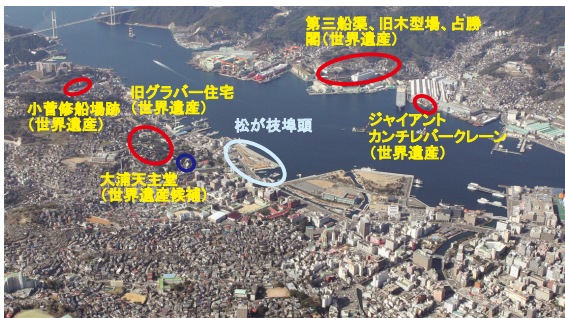 第三船渠、旧木型場、占勝
閣（世界遺産）
旧グラバー住宅
（世界遺産）
小菅修船場跡
（世界遺産）
松が枝埠頭
ジャイアント
カンチレバークレーン
（世界遺産）
大浦天主堂
（世界遺産候補）